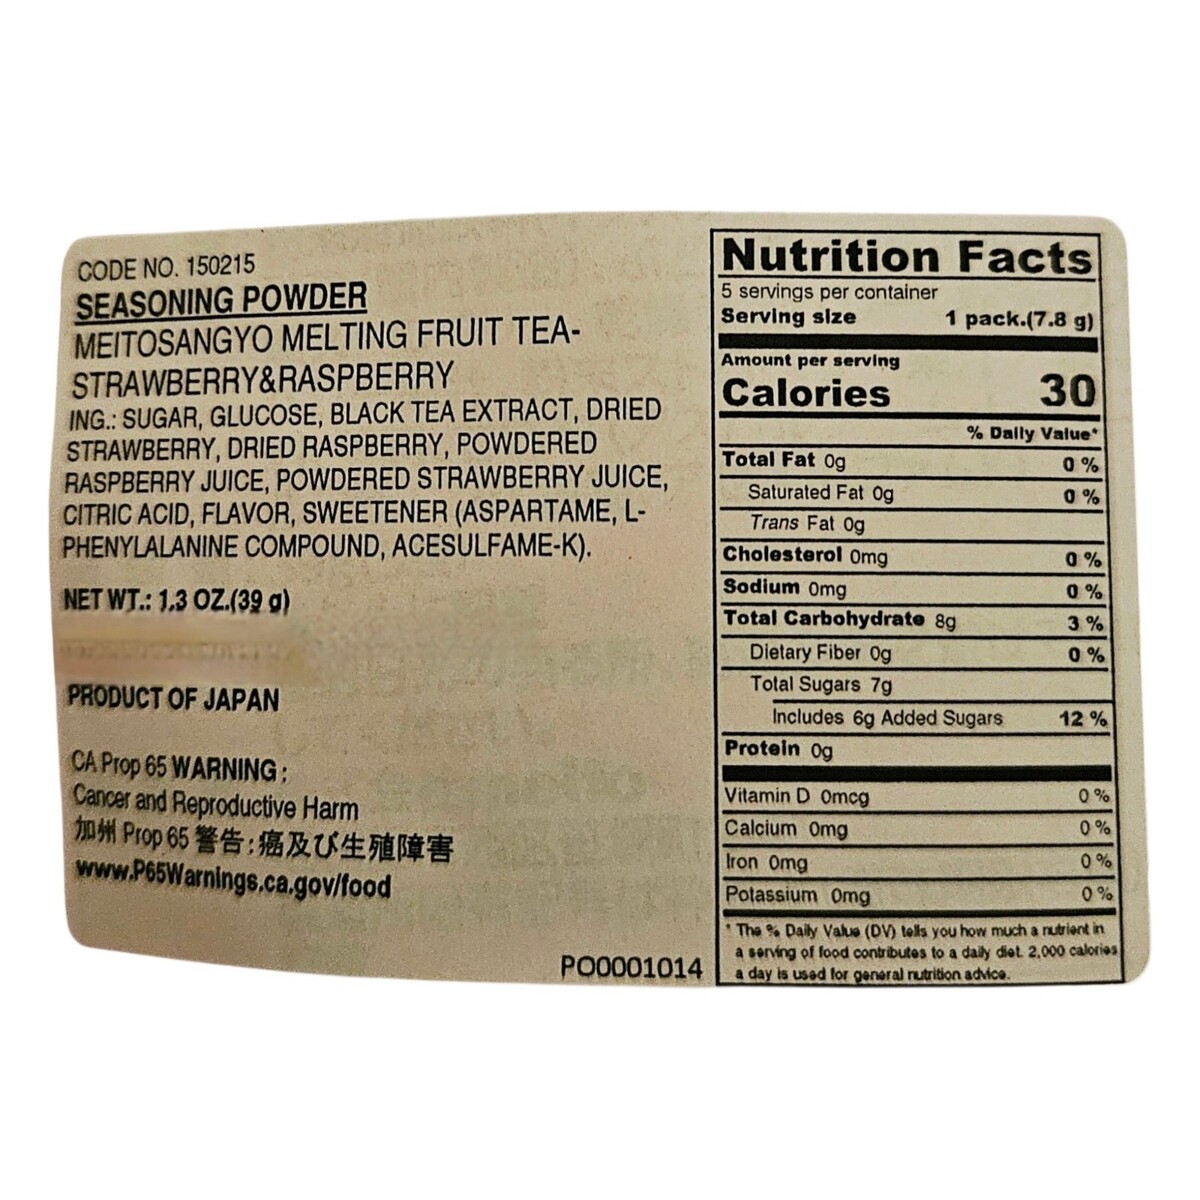 CODE NO. 150215
SEASONING POWDER
MEITOSANGYO MELTING FRUIT TEA-
STRAWBERRY&RASPBERRY
ING.: SUGAR, GLUCOSE, BLACK TEA EXTRACT, DRIED
STRAWBERRY, DRIED RASPBERRY, POWDERED
RASPBERRY JUICE, POWDERED STRAWBERRY JUICE,
CITRIC ACID, FLAVOR, SWEETENER (ASPARTAME, L-
PHENYLALANINE COMPOUND, ACESULFAME-K).
NET WT.: 1.3 OZ.(39 g)
PRODUCT OF JAPAN
CA Prop 65 WARNING :
Cancer and Reproductive Harm
加州 Prop 65 警告:癌及び生殖障害
www.P65Warnings.ca.gov/food
PO0001014
Nutrition Facts
5 servings per container
Serving size 1 pack.(7.8 g)
Amount per serving
Calories 30
% Daily Value*
Total Fat 0g 0 %
Saturated Fat 0g 0 %
Trans Fat 0g
Cholesterol 0mg 0 %
Sodium 0mg 0 %
Total Carbohydrate 8g 3 %
Dietary Fiber 0g 0 %
Total Sugars 7g
Includes 6g Added Sugars 12 %
Protein 0g
Vitamin D 0mcg 0 %
Calcium 0mg 0 %
Iron 0mg 0 %
Potassium 0mg 0 %
* The % Daily Value (DV) tells you how much a nutrient in
a serving of food contributes to a daily diet. 2,000 calories
a day is used for general nutrition advice.